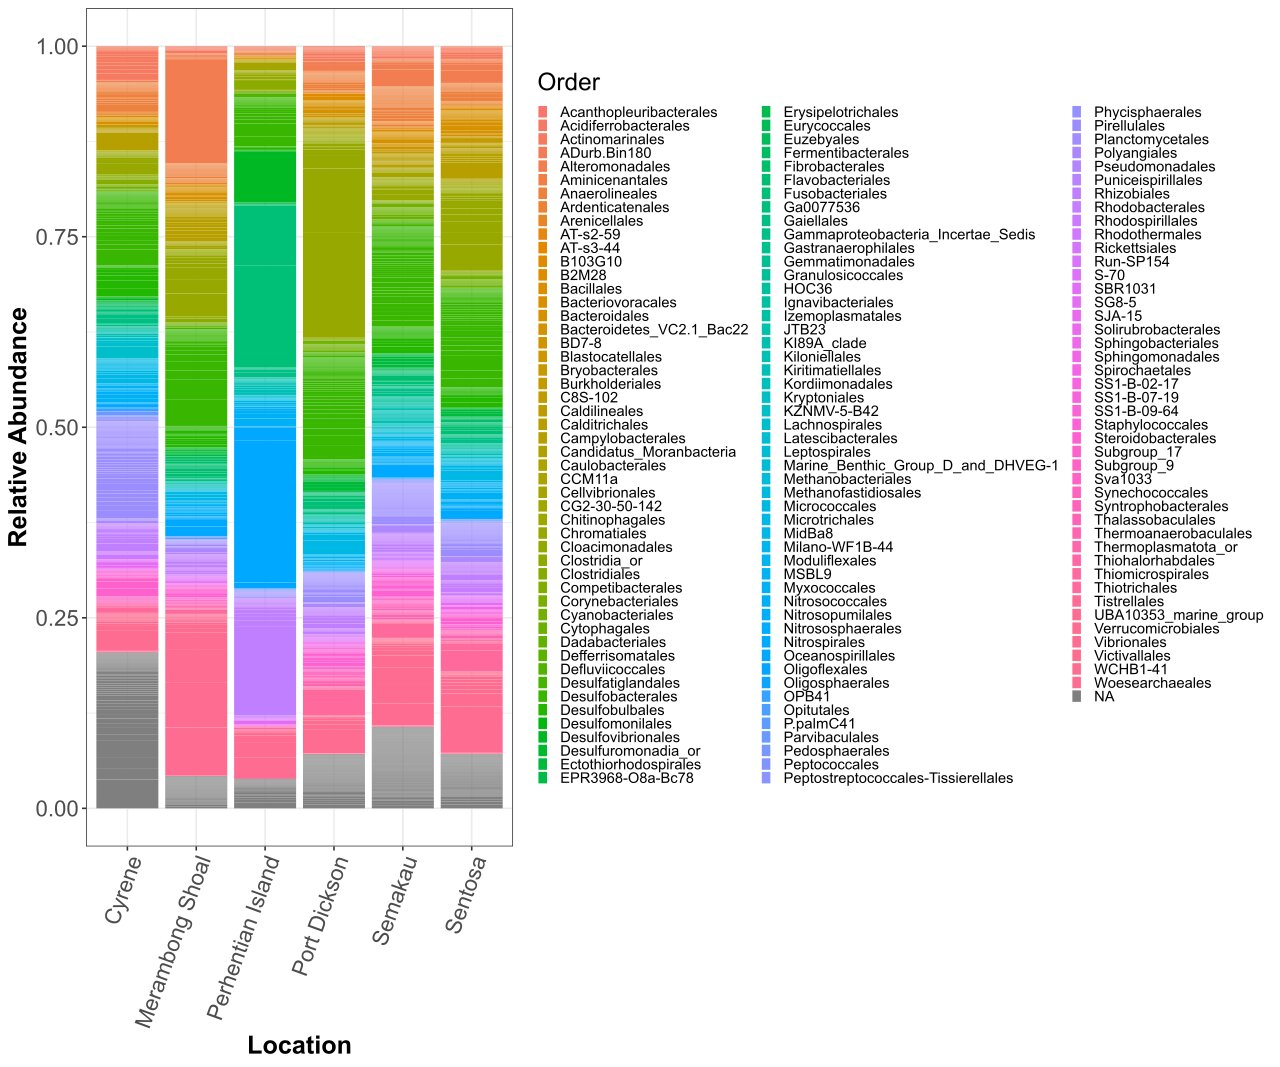 1.00
0.75
0.50
0.25
0.00
Relative Abundance
Cyrene
Merambong Shoal
Perhentian Island
Port Dickson
Semakau
Sentosa
Location
Order
Acanthopleuribacterales
Acidiferrobacterales
Actinomarinales
ADurb.Bin180
Alteromonadales
Aminicenantales
Anaerolineales
Ardenticatenales
Arenicellales
AT-s2-59
AT-s3-44
B103G10
B2M28
Bacillales
Bacteriovoracales
Bacteroidales
Bacteroidetes_VC2.1_Bac22
BD7-8
Blastocatellales
Bryobacterales
Burkholderiales
C8S-102
Caldilineales
Calditrichales
Campylobacterales
Candidatus_Moranbacteria
Caulobacterales
CCM11a
Cellvibrionales
CG2-30-50-142
Chitinophagales
Chromatiales
Cloacimonadales
Clostridia_or
Clostridiales
Competibacterales
Corynebacteriales
Cyanobacteriales
Cytophagales
Dadabacteriales
Defferrisomatales
Defluviicoccales
Desulfatiglandales
Desulfobacterales
Desulfobulbales
Desulfomonilales
Desulfovibrionales
Desulfuromonadia_or
Ectothiorhodospirales
EPR3968-O8a-Bc78
Erysipelotrichales
Eurycoccales
Euzebyales
Fermentibacterales
Fibrobacterales
Flavobacteriales
Fusobacteriales
Ga0077536
Gaiellales
Gammaproteobacteria_Incertae_Sedis
Gastranaerophilales
Gemmatimonadales
Granulosicoccales
HOC36
Ignavibacteriales
Izemoplasmatales
JTB23
KI89A_clade
Kiloniellales
Kiritimatiellales
Kordiimonadales
Kryptoniales
KZNMV-5-B42
Lachnospirales
Latescibacterales
Leptospirales
Marine_Benthic_Group_D_and_DHVEG-1
Methanobacteriales
Methanofastidiosales
Micrococcales
Microtrichales
MidBa8
Milano-WF1B-44
Moduliflexales
MSBL9
Myxococcales
Nitrosococcales
Nitrosopumilales
Nitrososphaerales
Nitrospirales
Oceanospirillales
Oligoflexales
Oligosphaerales
OPB41
Opitutales
P.palmC41
Parvibaculales
Pedosphaerales
Peptococcales
Peptostreptococcales-Tissierellales
Phycisphaerales
Pirellulales
Planctomycetales
Polyangiales
Pseudomonadales
Puniceispirillales
Rhizobiales
Rhodobacterales
Rhodospirillales
Rhodothermales
Rickettsiales
Run-SP154
S-70
SBR1031
SG8-5
SJA-15
Solirubrobacterales
Sphingobacteriales
Sphingomonadales
Spirochaetales
SS1-B-02-17
SS1-B-07-19
SS1-B-09-64
Staphylococcales
Steroidobacterales
Subgroup_17
Subgroup_9
Sva1033
Synechococcales
Syntrophobacterales
Thalassobaculales
Thermoanaerobaculales
Thermoplasmatota_or
Thiohalorhabdales
Thiomicrospirales
Thiotrichales
Tistrellales
UBA10353_marine_group
Verrucomicrobiales
Vibrionales
Victivallales
WCHB1-41
Woesearchaeales
NA